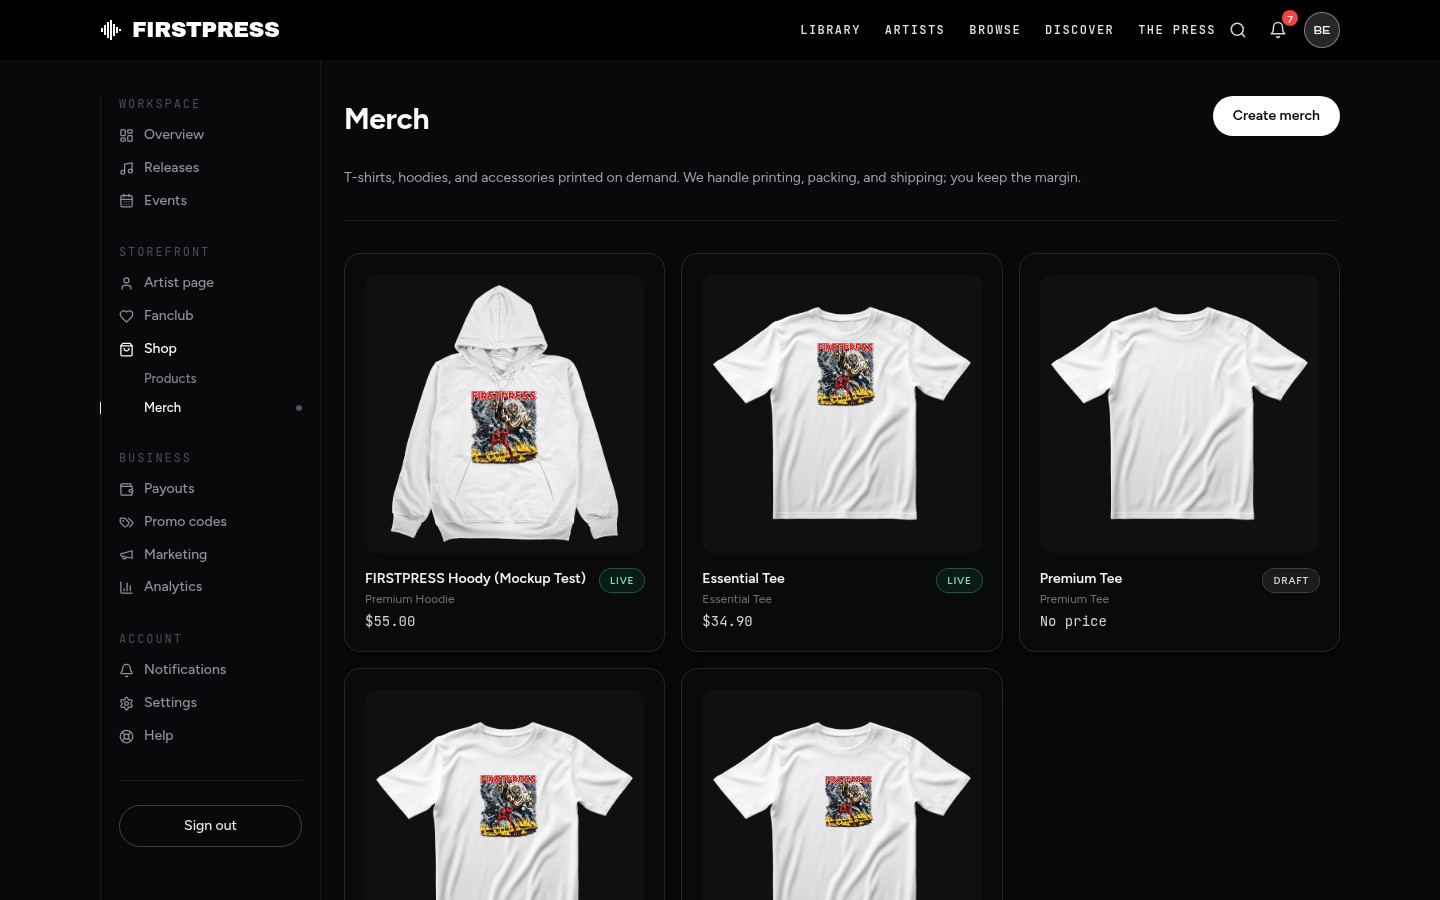 FIRSTPRESS
LIBRARY ARTISTS BROWSE DISCOVER THE PRESS 7 BE
WORKSPACE
Overview
Releases
Events
STOREFRONT
Artist page
Fanclub
Shop
Products
Merch
BUSINESS
Payouts
Promo codes
Marketing
Analytics
ACCOUNT
Notifications
Settings
Help
Sign out
Merch
Create merch
T-shirts, hoodies, and accessories printed on demand. We handle printing, packing, and shipping; you keep the margin.
FIRSTPRESS
FIRSTPRESS Hoody (Mockup Test) LIVE
Premium Hoodie
$55.00
FIRSTPRESS
Essential Tee LIVE
Essential Tee
$34.90
Premium Tee DRAFT
Premium Tee
No price
FIRSTPRESS
FIRSTPRESS